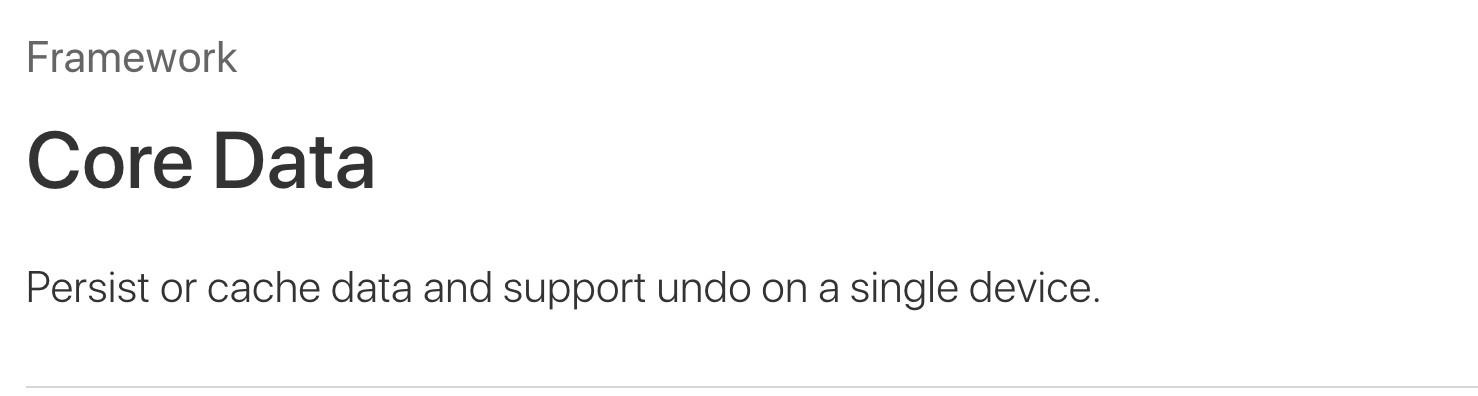 Framework
Core Data
Persist or cache data and support undo on a single device.